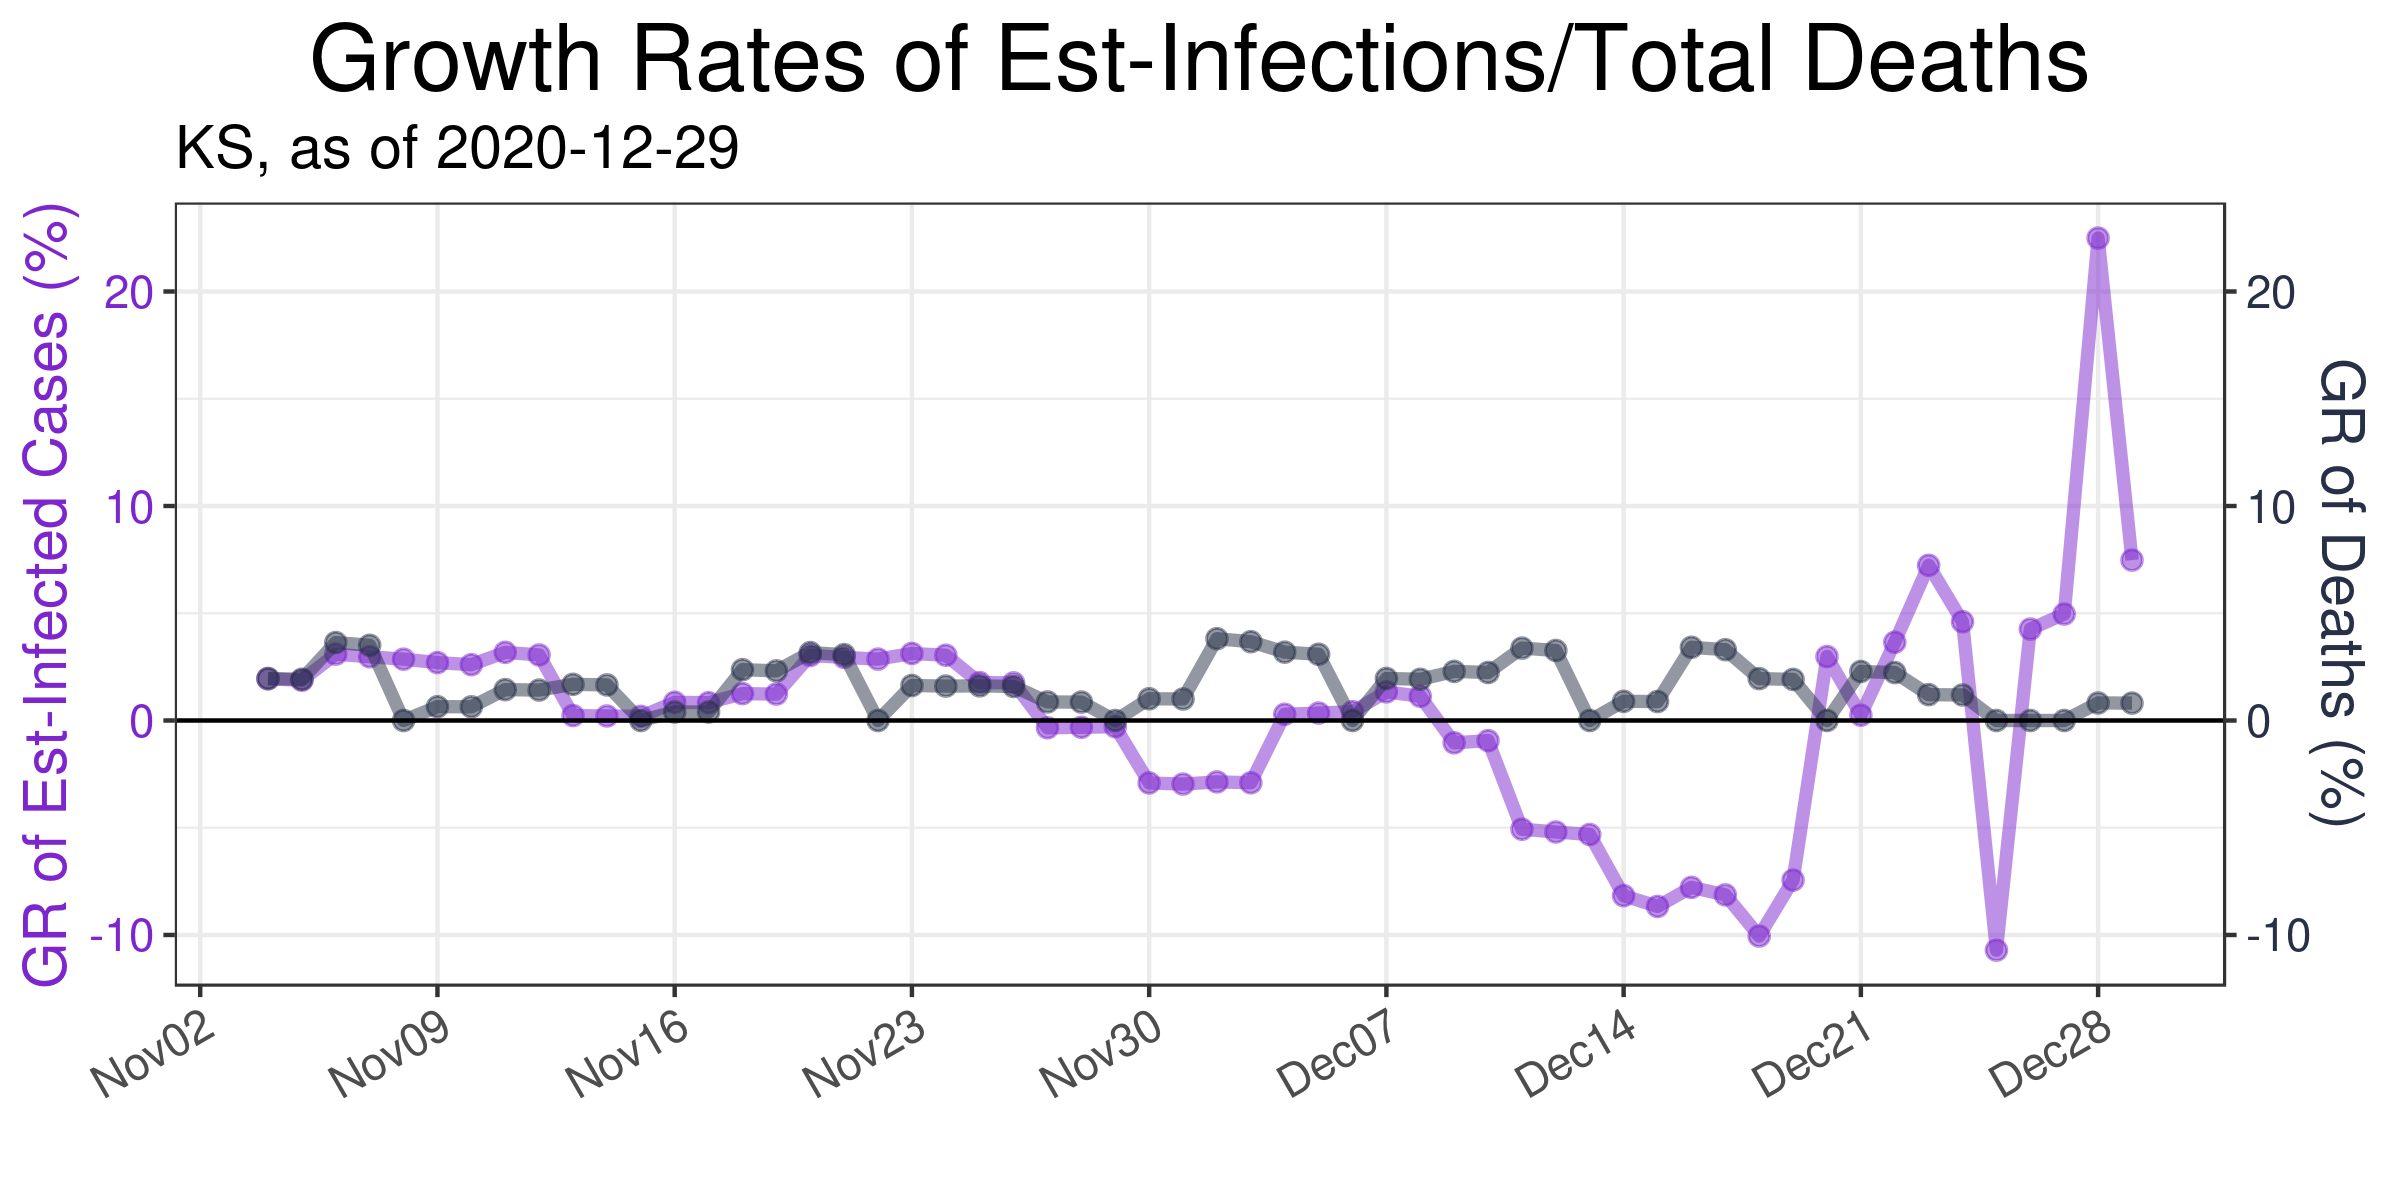 Growth Rates of Est-Infections/Total Deaths
KS, as of 2020-12-29
GR of Est-Infected Cases (%)
20
10
0
-10
20
10
0
-10
GR of Deaths (%)
Nov02
Nov09
Nov16
Nov23
Nov30
Dec07
Dec14
Dec21
Dec28